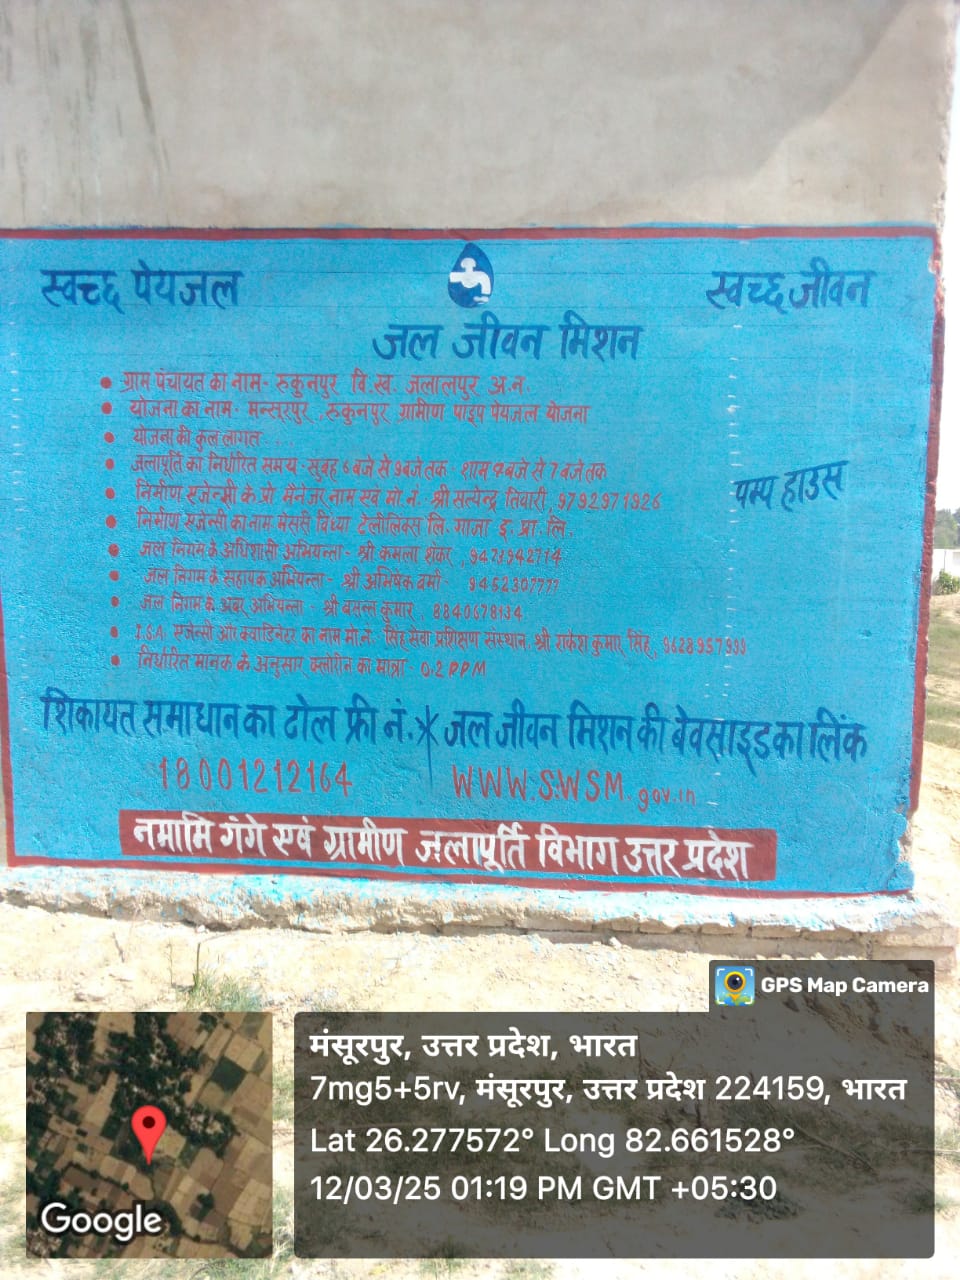 स्वच्छ पेयजल
स्वच्छ जीवन
जल जीवन मिशन
• ग्राम पंचायत का नाम- रुकुनपुर वि.ख. जलालपुर अ.न.
• योजना का नाम- मन्सरपुर, रुकुनपुर ग्रामीण पाइप पेयजल योजना
• योजना की कुल लागत
• जलापूर्ति का निर्धारित समय- सुबह 6 बजे से 9 बजे तक - शाम 4 बजे से 7 बजे तक
• निर्माण एजेन्सी के प्रो. मैनेजर नाम एवं मो.नं. श्री सत्येन्द्र तिवारी, 9792971926
• निर्माण एजेन्सी का नाम मेसर्स विंध्या टेलीलिंक्स लि. गाजा इ. प्रा. लि.
• जल निगम के अधिशासी अभियन्ता - श्री कमला शंकर,
• जल निगम के सहायक अभियन्ता - श्री अभिषेक वर्मा- 9452307777
• जल निगम के अवर अभियन्ता - श्री बसन्त कुमार, 8840678134
• I.S.A. एजेन्सी और क्वार्डिनेटर का नाम मो.नं. सिंह सेवा प्रशिक्षण संस्थान, श्री राकेश कुमार सिंह,
• निर्धारित मानक के अनुसार क्लोरीन का मात्रा - 0.2 PPM
पम्प हाउस
शिकायत समाधान का टोल फ्री नं. * जल जीवन मिशन की बेवसाइड का लिंक
18001212164 WWW.SWSM.gov.in
नमामि गंगे एवं ग्रामीण जलापूर्ति विभाग उत्तर प्रदेश
GPS Map Camera
मंसूरपुर, उत्तर प्रदेश, भारत
7mg5+5rv, मंसूरपुर, उत्तर प्रदेश 224159, भारत
Lat 26.277572° Long 82.661528°
12/03/25 01:19 PM GMT +05:30
Google